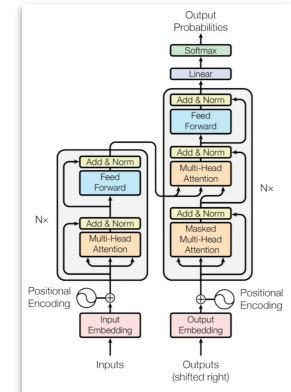 Output
Probabilities
Softmax
Linear
Add & Norm
Feed
Forward
Add & Norm
Multi-Head
Attention
Add & Norm
Masked
Multi-Head
Attention
Nx
Positional
Encoding
Output
Embedding
Outputs
(shifted right)
Add & Norm
Feed
Forward
Add & Norm
Multi-Head
Attention
Nx
Positional
Encoding
Input
Embedding
Inputs